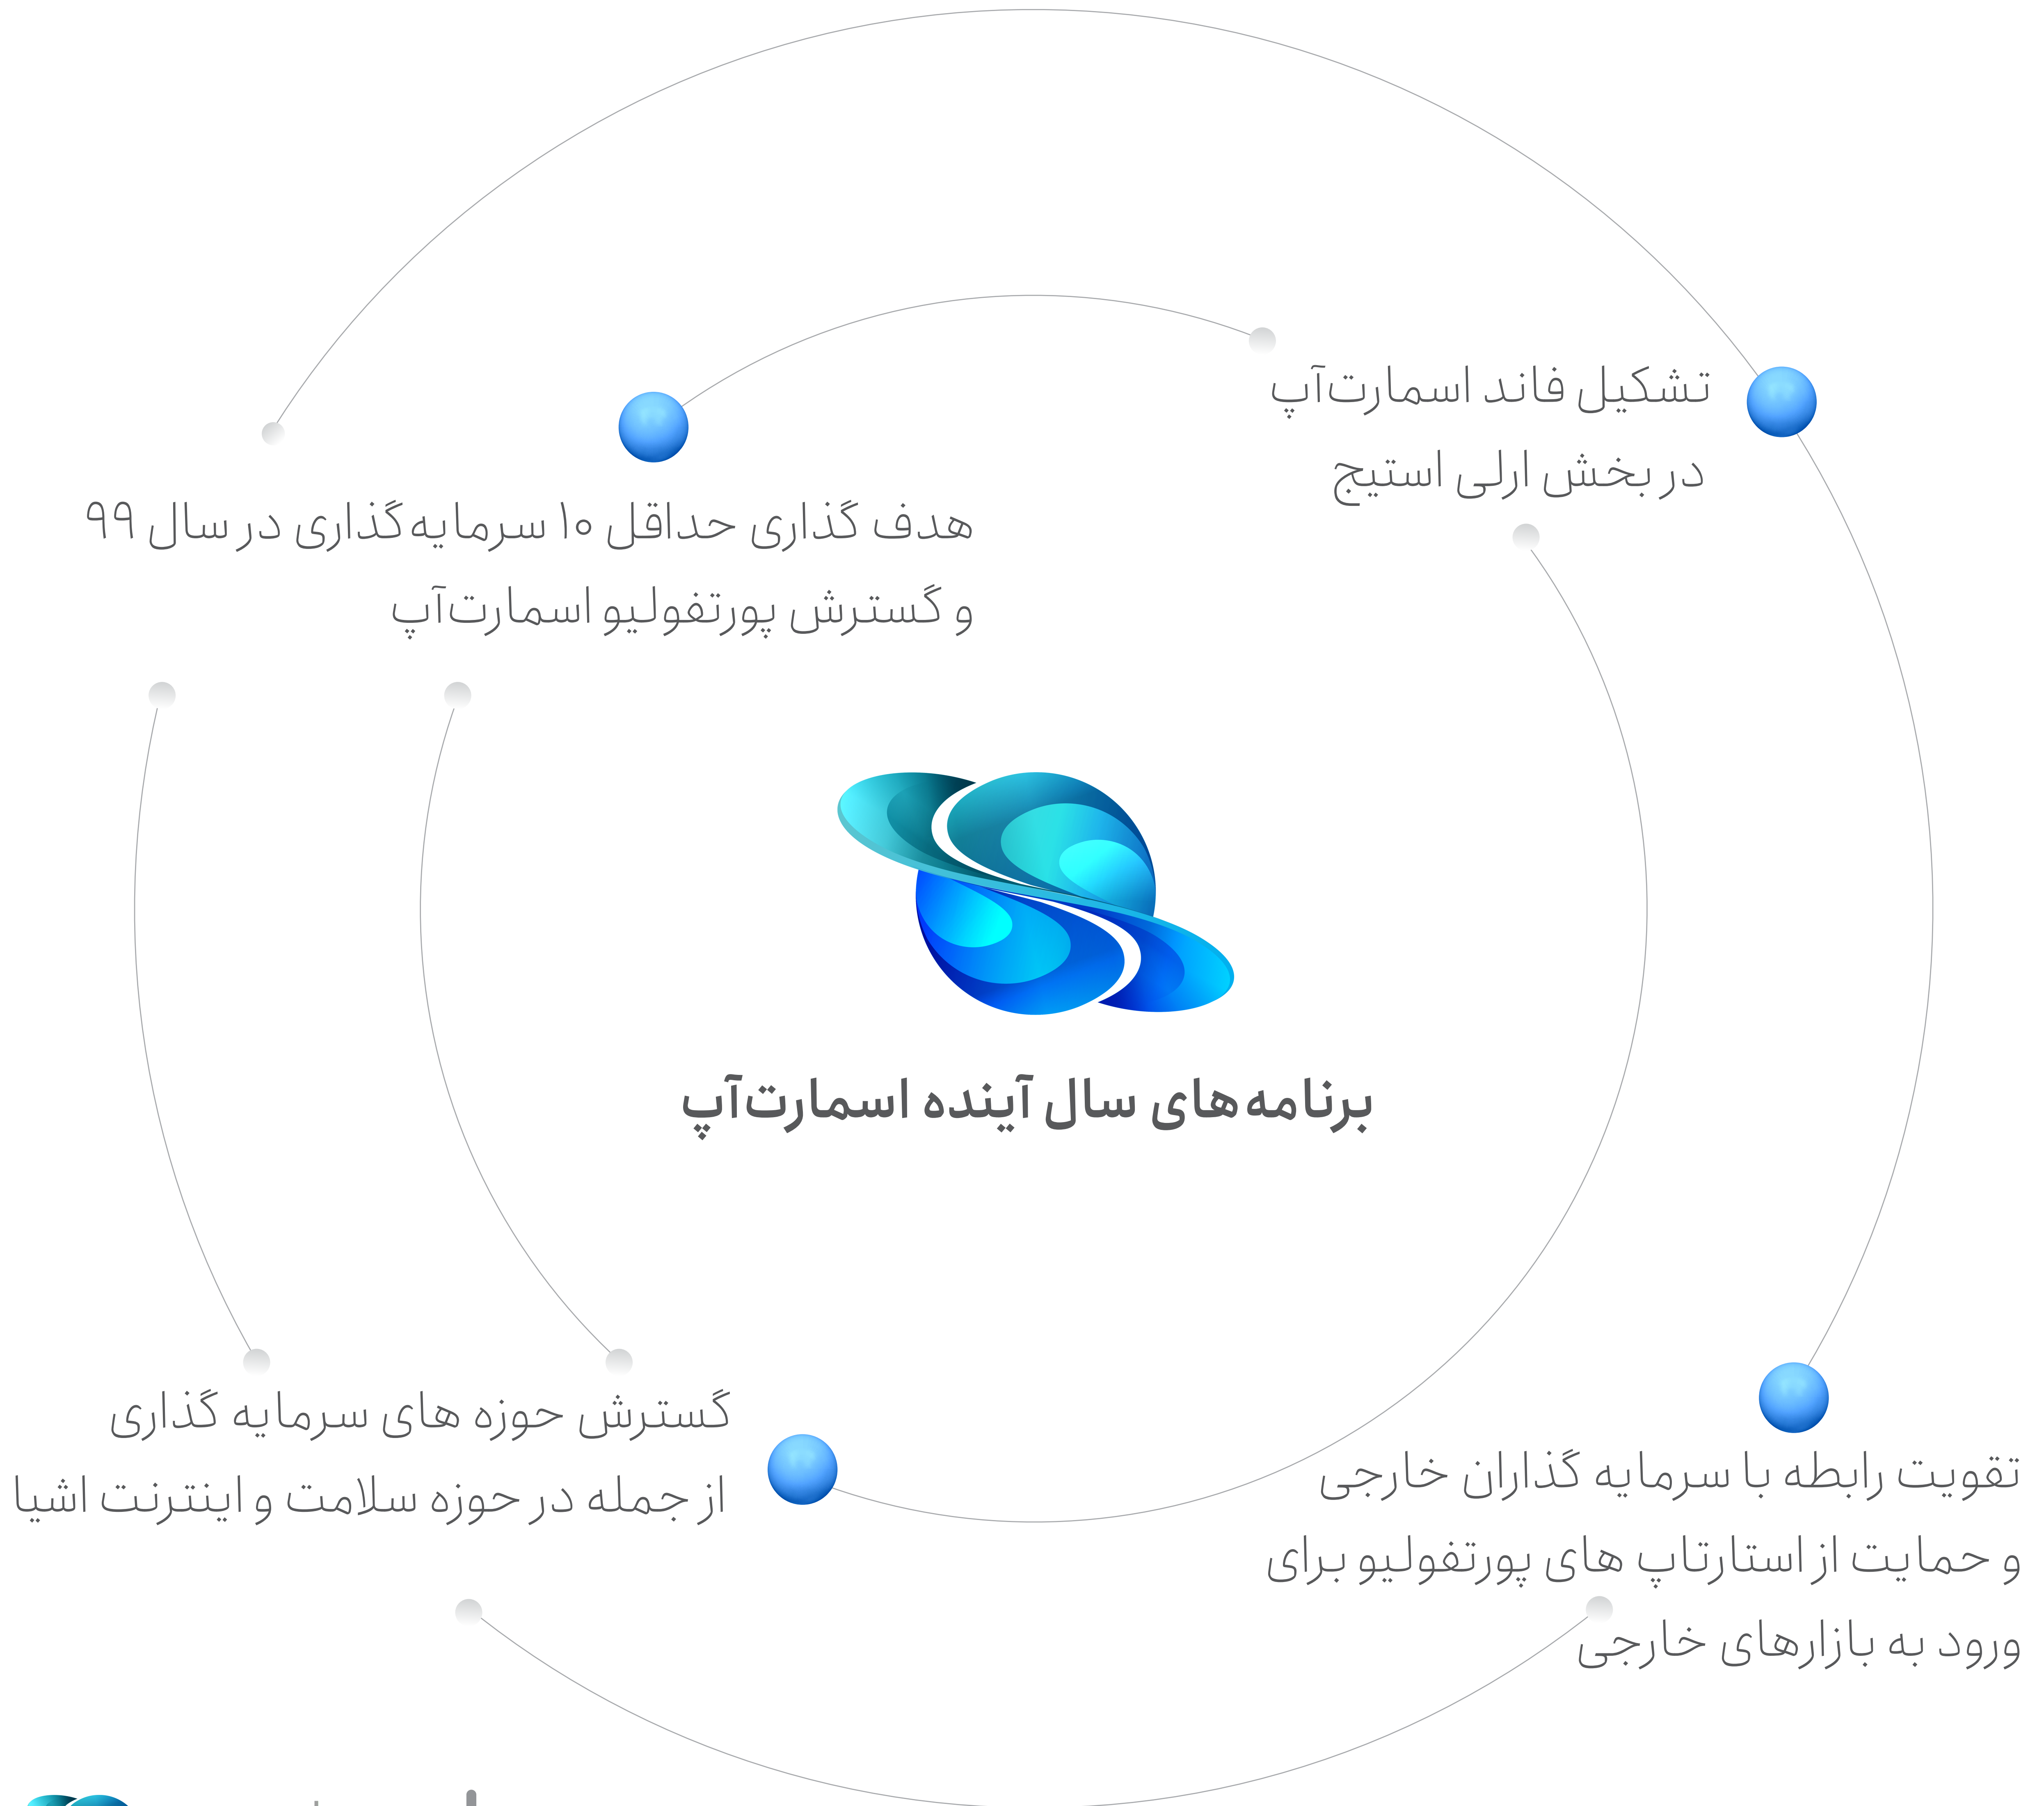 تشکیل فاند اسمارت‌آپ
در بخش ارلی استیج
هدف گذاری حداقل ۱۰ سرمایه‌گذاری در سال ۹۹
و گسترش پورتفولیو اسمارت‌آپ
برنامه‌های سال آینده اسمارت‌آپ
تقویت رابطه با سرمایه گذاران خارجی
و حمایت از استارتاپ های پورتفولیو برای
ورود به بازارهای خارجی
گسترش حوزه های سرمایه گذاری
از جمله در حوزه سلامت و اینترنت اشیا